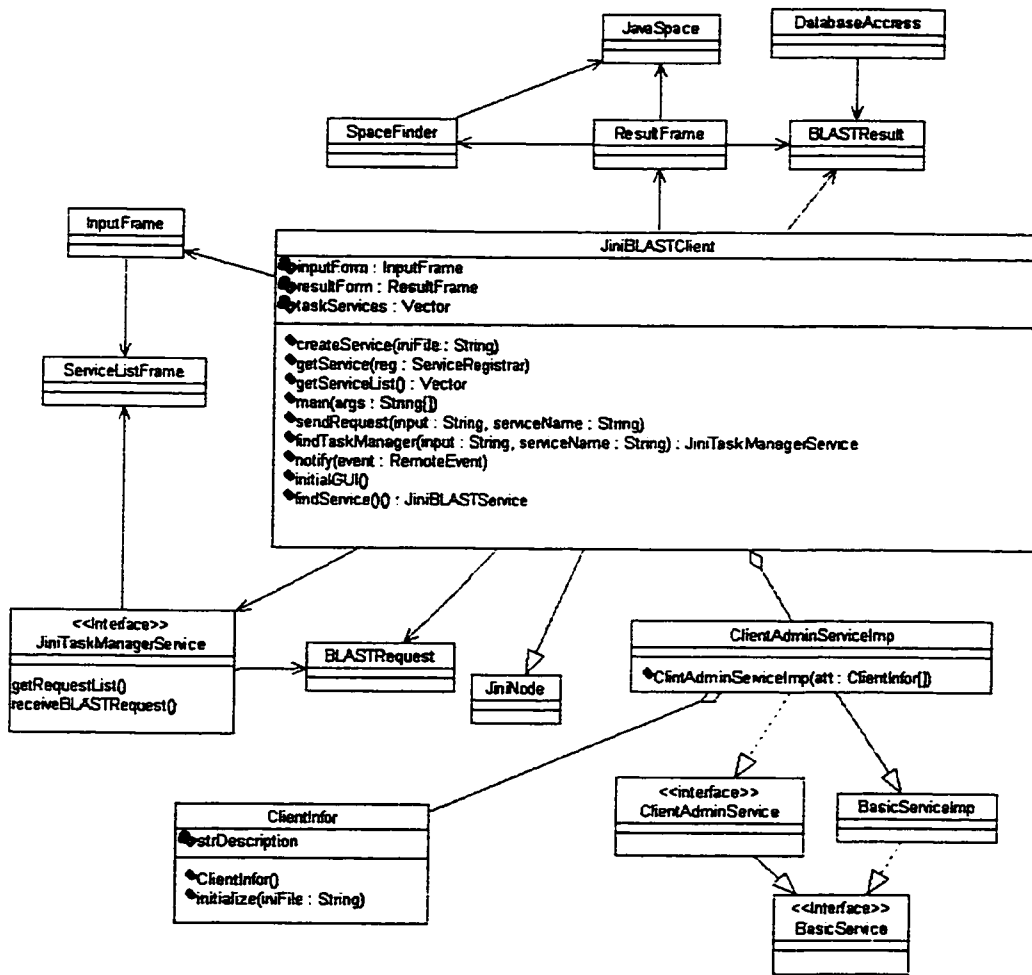 JavaSpace
DatabaseAccress
SpaceFinder
ResultFrame
BLASTResult
InputFrame
JiniBLASTClient
inputForm : InputFrame
resultForm : ResultFrame
taskServices : Vector
createService(iniFile : String)
getService(reg : ServiceRegistrar)
getServiceList() : Vector
main(args : String[])
sendRequest(input : String, serviceName : String)
findTaskManager(input : String, serviceName : String) : JiniTaskManagerService
notify(event : RemoteEvent)
initialGUI()
findService()() : JiniBLASTService
ServiceListFrame
<<Interface>>
JiniTaskManagerService
getRequestList()
receiveBLASTRequest()
BLASTRequest
JiniNode
ClientAdminServiceImp
ClintAdminServiceImp(att : ClientInfor[])
ClientInfor
strDescription
ClientInfor()
initialize(iniFile : String)
<<interface>>
ClientAdminService
BasicServiceImp
<<Interface>>
BasicService